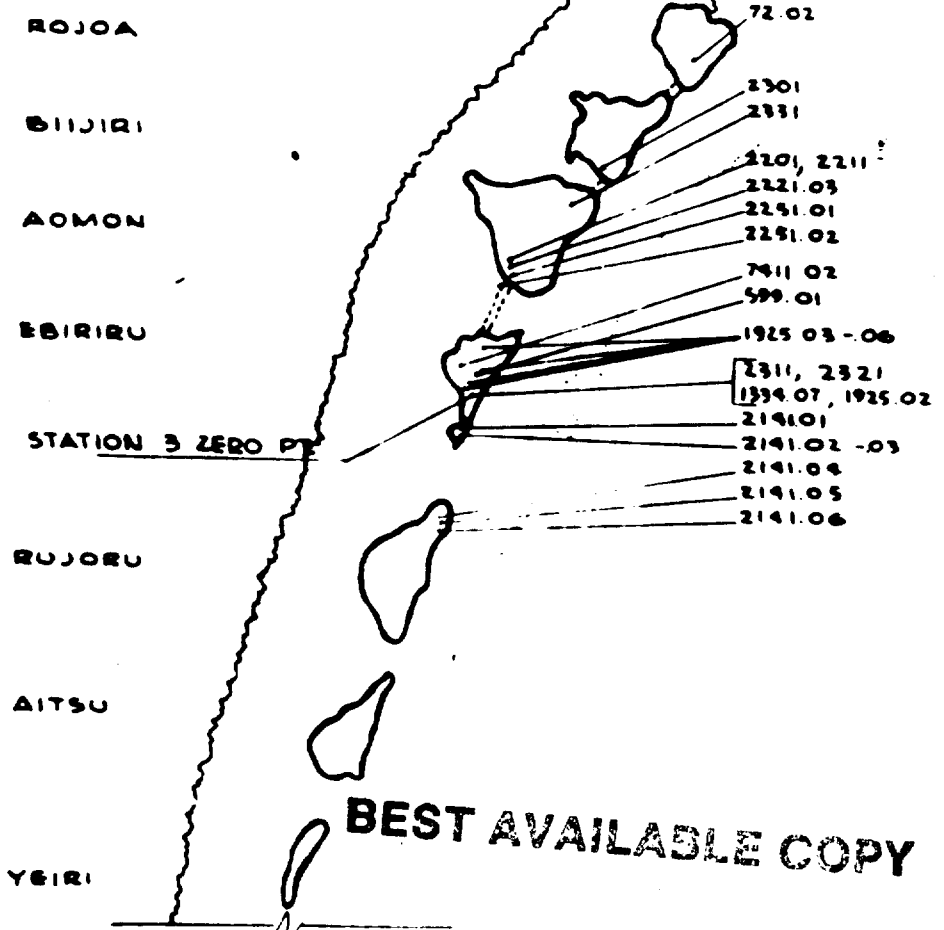 ROJOA
72.02
2301
BIIJIRI
2331
2201, 2211
2221.03
AOMON
2251.01
2251.02
7411 02
599.01
EBIRIRU
1925 03-.06
2311, 2321
1334.07, 1925.02
2141.01
STATION 3 ZERO PT
2141.02 -.03
2141.04
2141.05
2141.06
RUJORU
AITSU
BEST AVAILABLE COPY
YEIRI